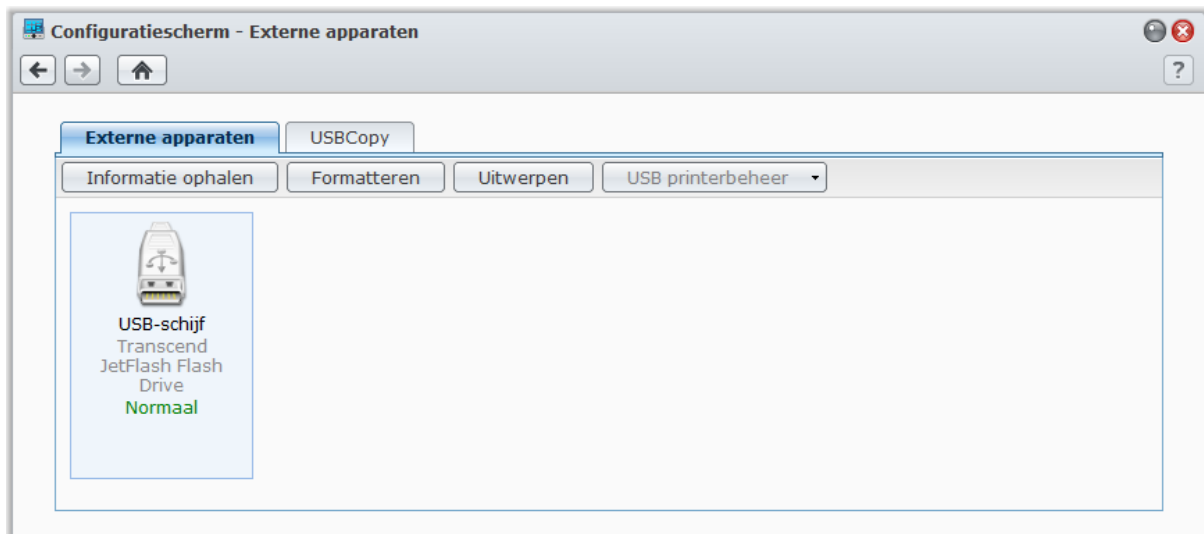 Configuratiescherm - Externe apparaten
?
Externe apparaten USBCopy
Informatie ophalen Formatteren Uitwerpen USB printerbeheer
USB-schijf
Transcend
JetFlash Flash
Drive
Normaal